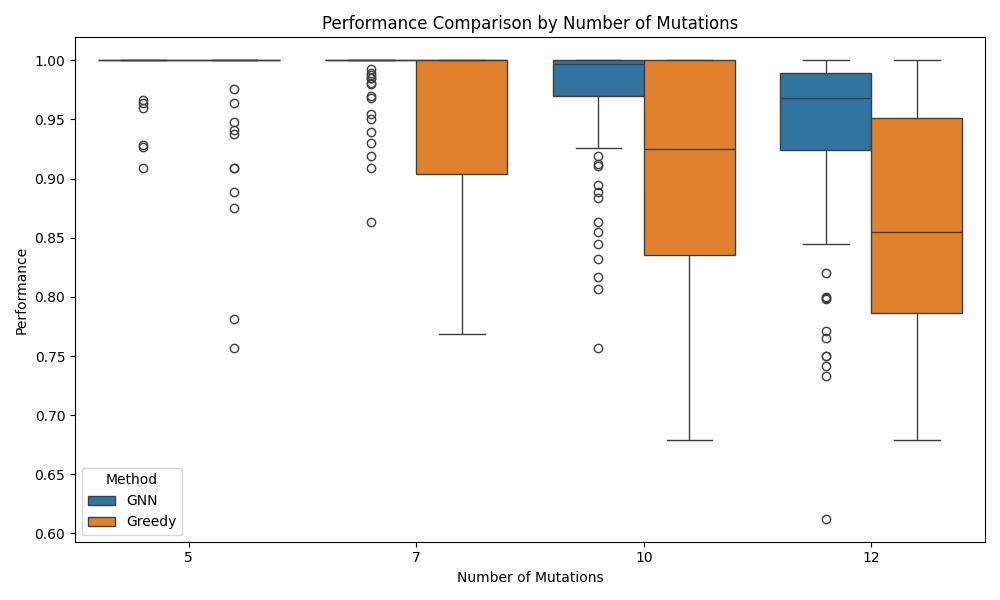 Performance Comparison by Number of Mutations
1.00
0.95
0.90
0.85
0.80
0.75
0.70
0.65
0.60
Performance
Method
GNN
Greedy
5 7 10 12
Number of Mutations